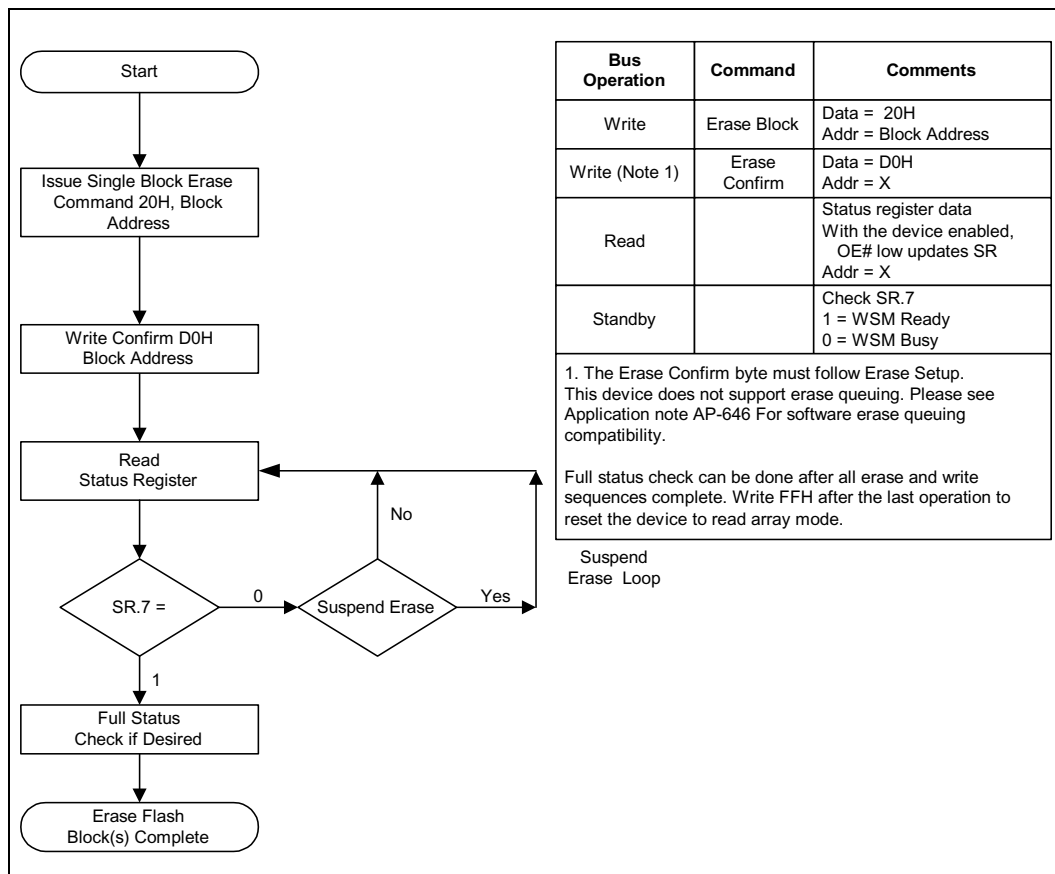 Start
Issue Single Block Erase
Command 20H, Block
Address
Write Confirm D0H
Block Address
Read
Status Register
No
SR.7 =
0
Suspend Erase
Yes
1
Full Status
Check if Desired
Erase Flash
Block(s) Complete
Bus
Operation
Command
Comments
Write
Erase Block
Data = 20H
Addr = Block Address
Write (Note 1)
Erase
Confirm
Data = D0H
Addr = X
Read
Status register data
With the device enabled,
OE# low updates SR
Addr = X
Standby
Check SR.7
1 = WSM Ready
0 = WSM Busy
1. The Erase Confirm byte must follow Erase Setup.
This device does not support erase queuing. Please see
Application note AP-646 For software erase queuing
compatibility.
Full status check can be done after all erase and write
sequences complete. Write FFH after the last operation to
reset the device to read array mode.
Suspend
Erase Loop